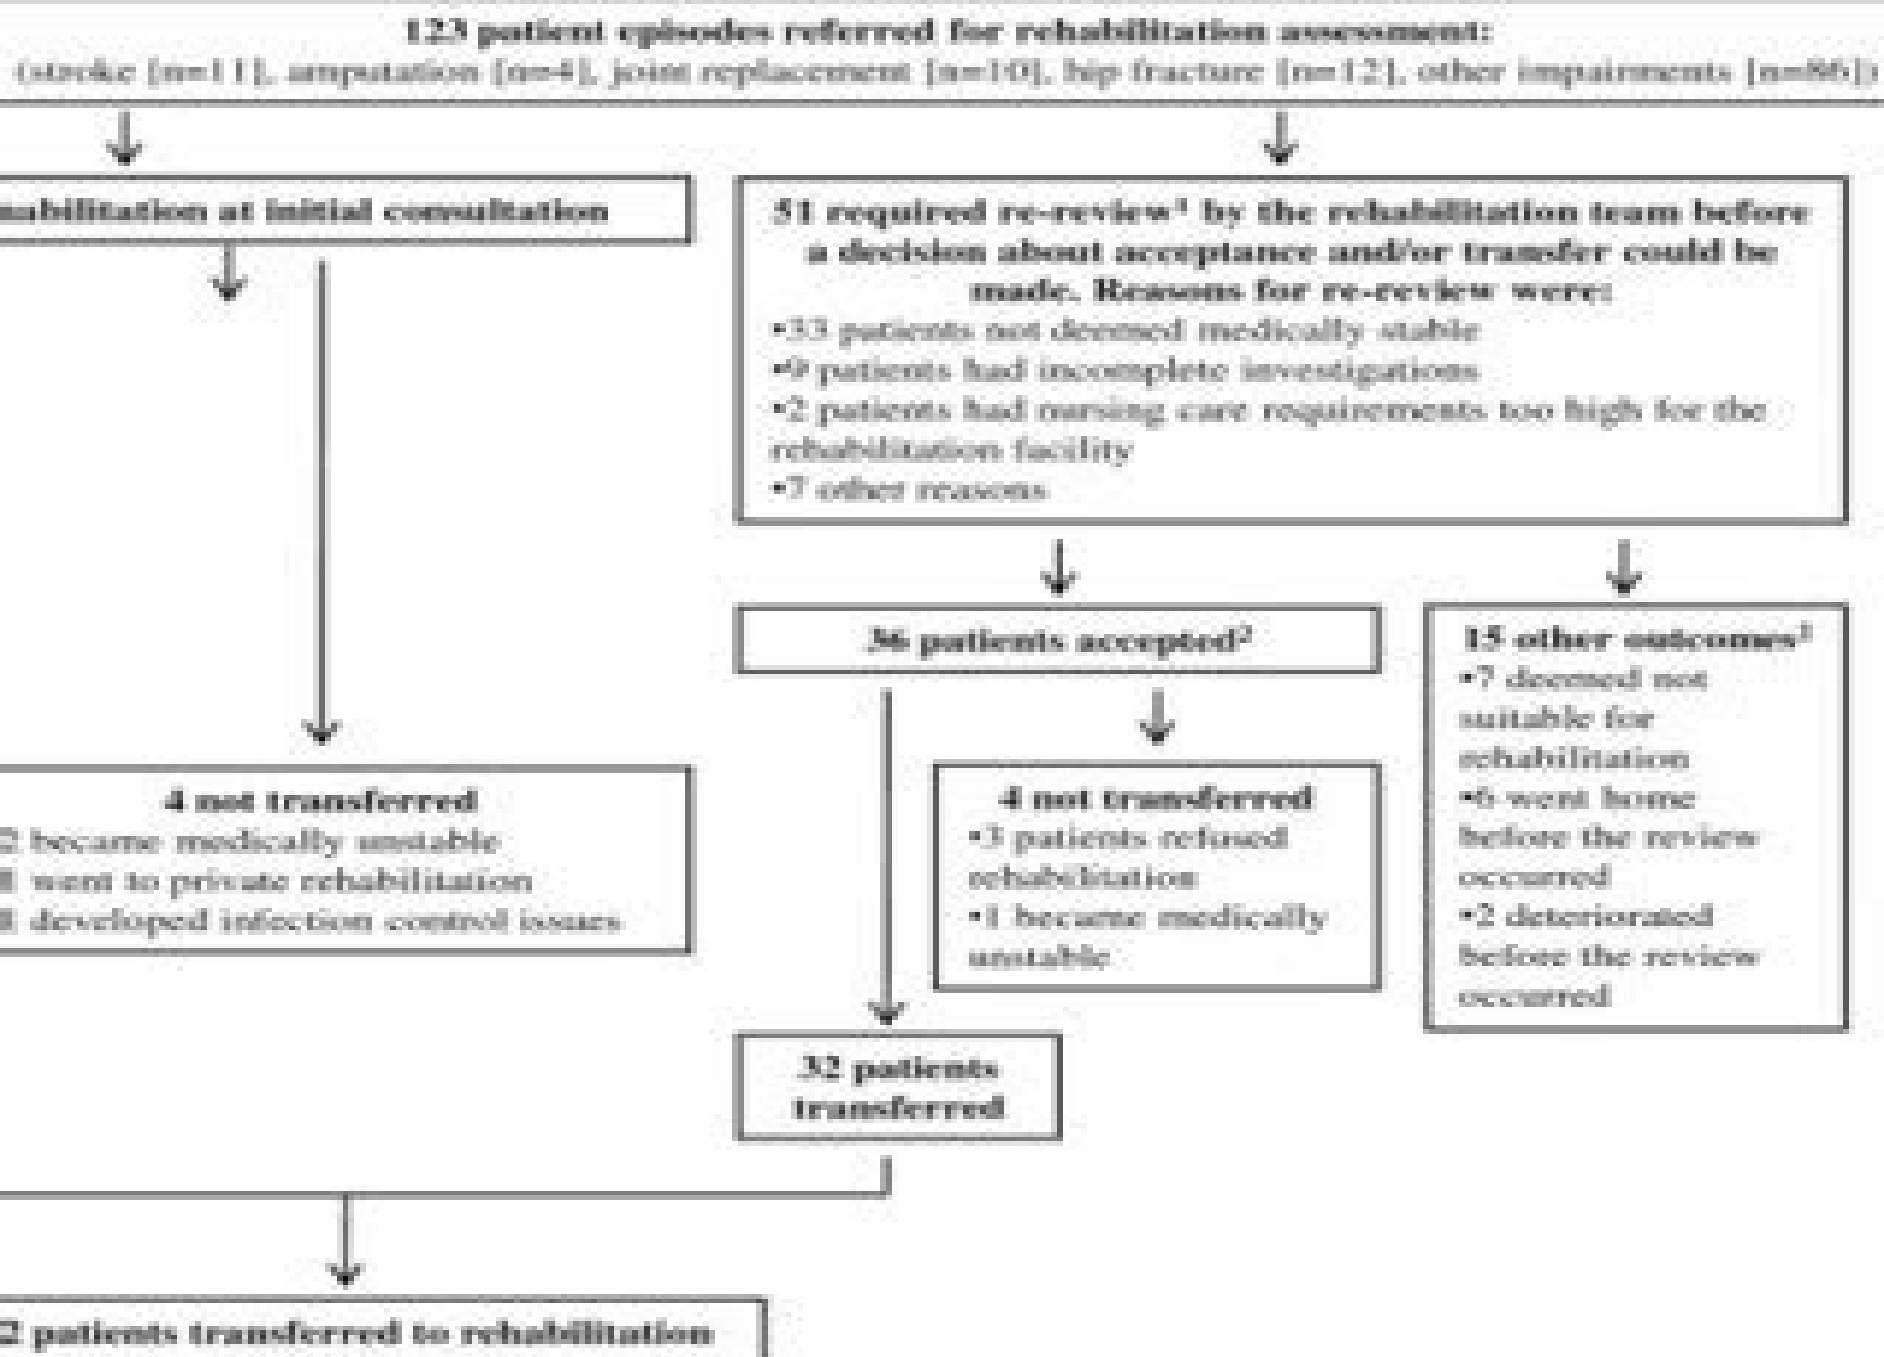 123 patient episodes referred for rehabilitation assessment:
(stroke [n=11], amputation [n=4], joint replacement [n=10], hip fracture [n=12], other impairments [n=86])
nabilitation at initial consultation
51 required re-review¹ by the rehabilitation team before
a decision about acceptance and/or transfer could be
made. Reasons for re-review were:
•33 patients not deemed medically stable
•9 patients had incomplete investigations
•2 patients had nursing care requirements too high for the
rehabilitation facility
•7 other reasons
36 patients accepted²
15 other outcomes
•7 deemed not
suitable for
rehabilitation
•6 went home
before the review
occurred
•2 deteriorated
before the review
occurred
4 not transferred
2 became medically unstable
1 went to private rehabilitation
1 developed infection control issues
4 not transferred
•3 patients refused
rehabilitation
•1 became medically
unstable
32 patients
transferred
2 patients transferred to rehabilitation